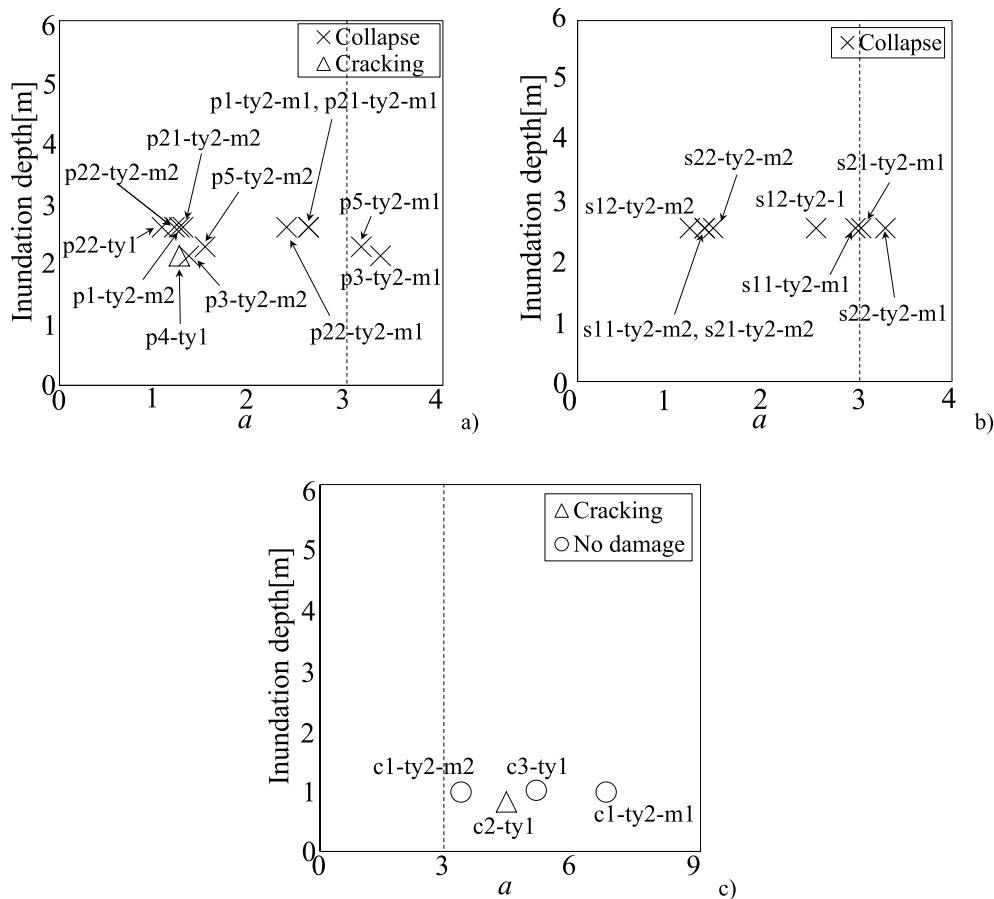 6
5
4
3
2
1
0
0
1
2
3
4
Inundation depth[m]
a
a)
Collapse
Cracking
p1-ty2-m1, p21-ty2-m1
p21-ty2-m2
p22-ty2-m2
p5-ty2-m2
p5-ty2-m1
p22-ty1
p3-ty2-m1
p1-ty2-m2
p3-ty2-m2
p4-ty1
p22-ty2-m1
6
5
4
3
2
1
0
0
1
2
3
4
Inundation depth[m]
a
b)
Collapse
s22-ty2-m2
s21-ty2-m1
s12-ty2-m2
s12-ty2-1
s11-ty2-m1
s22-ty2-m1
s11-ty2-m2, s21-ty2-m2
6
5
4
3
2
1
0
0
3
6
9
Inundation depth[m]
a
c)
Cracking
No damage
c1-ty2-m2
c3-ty1
c2-ty1
c1-ty2-m1